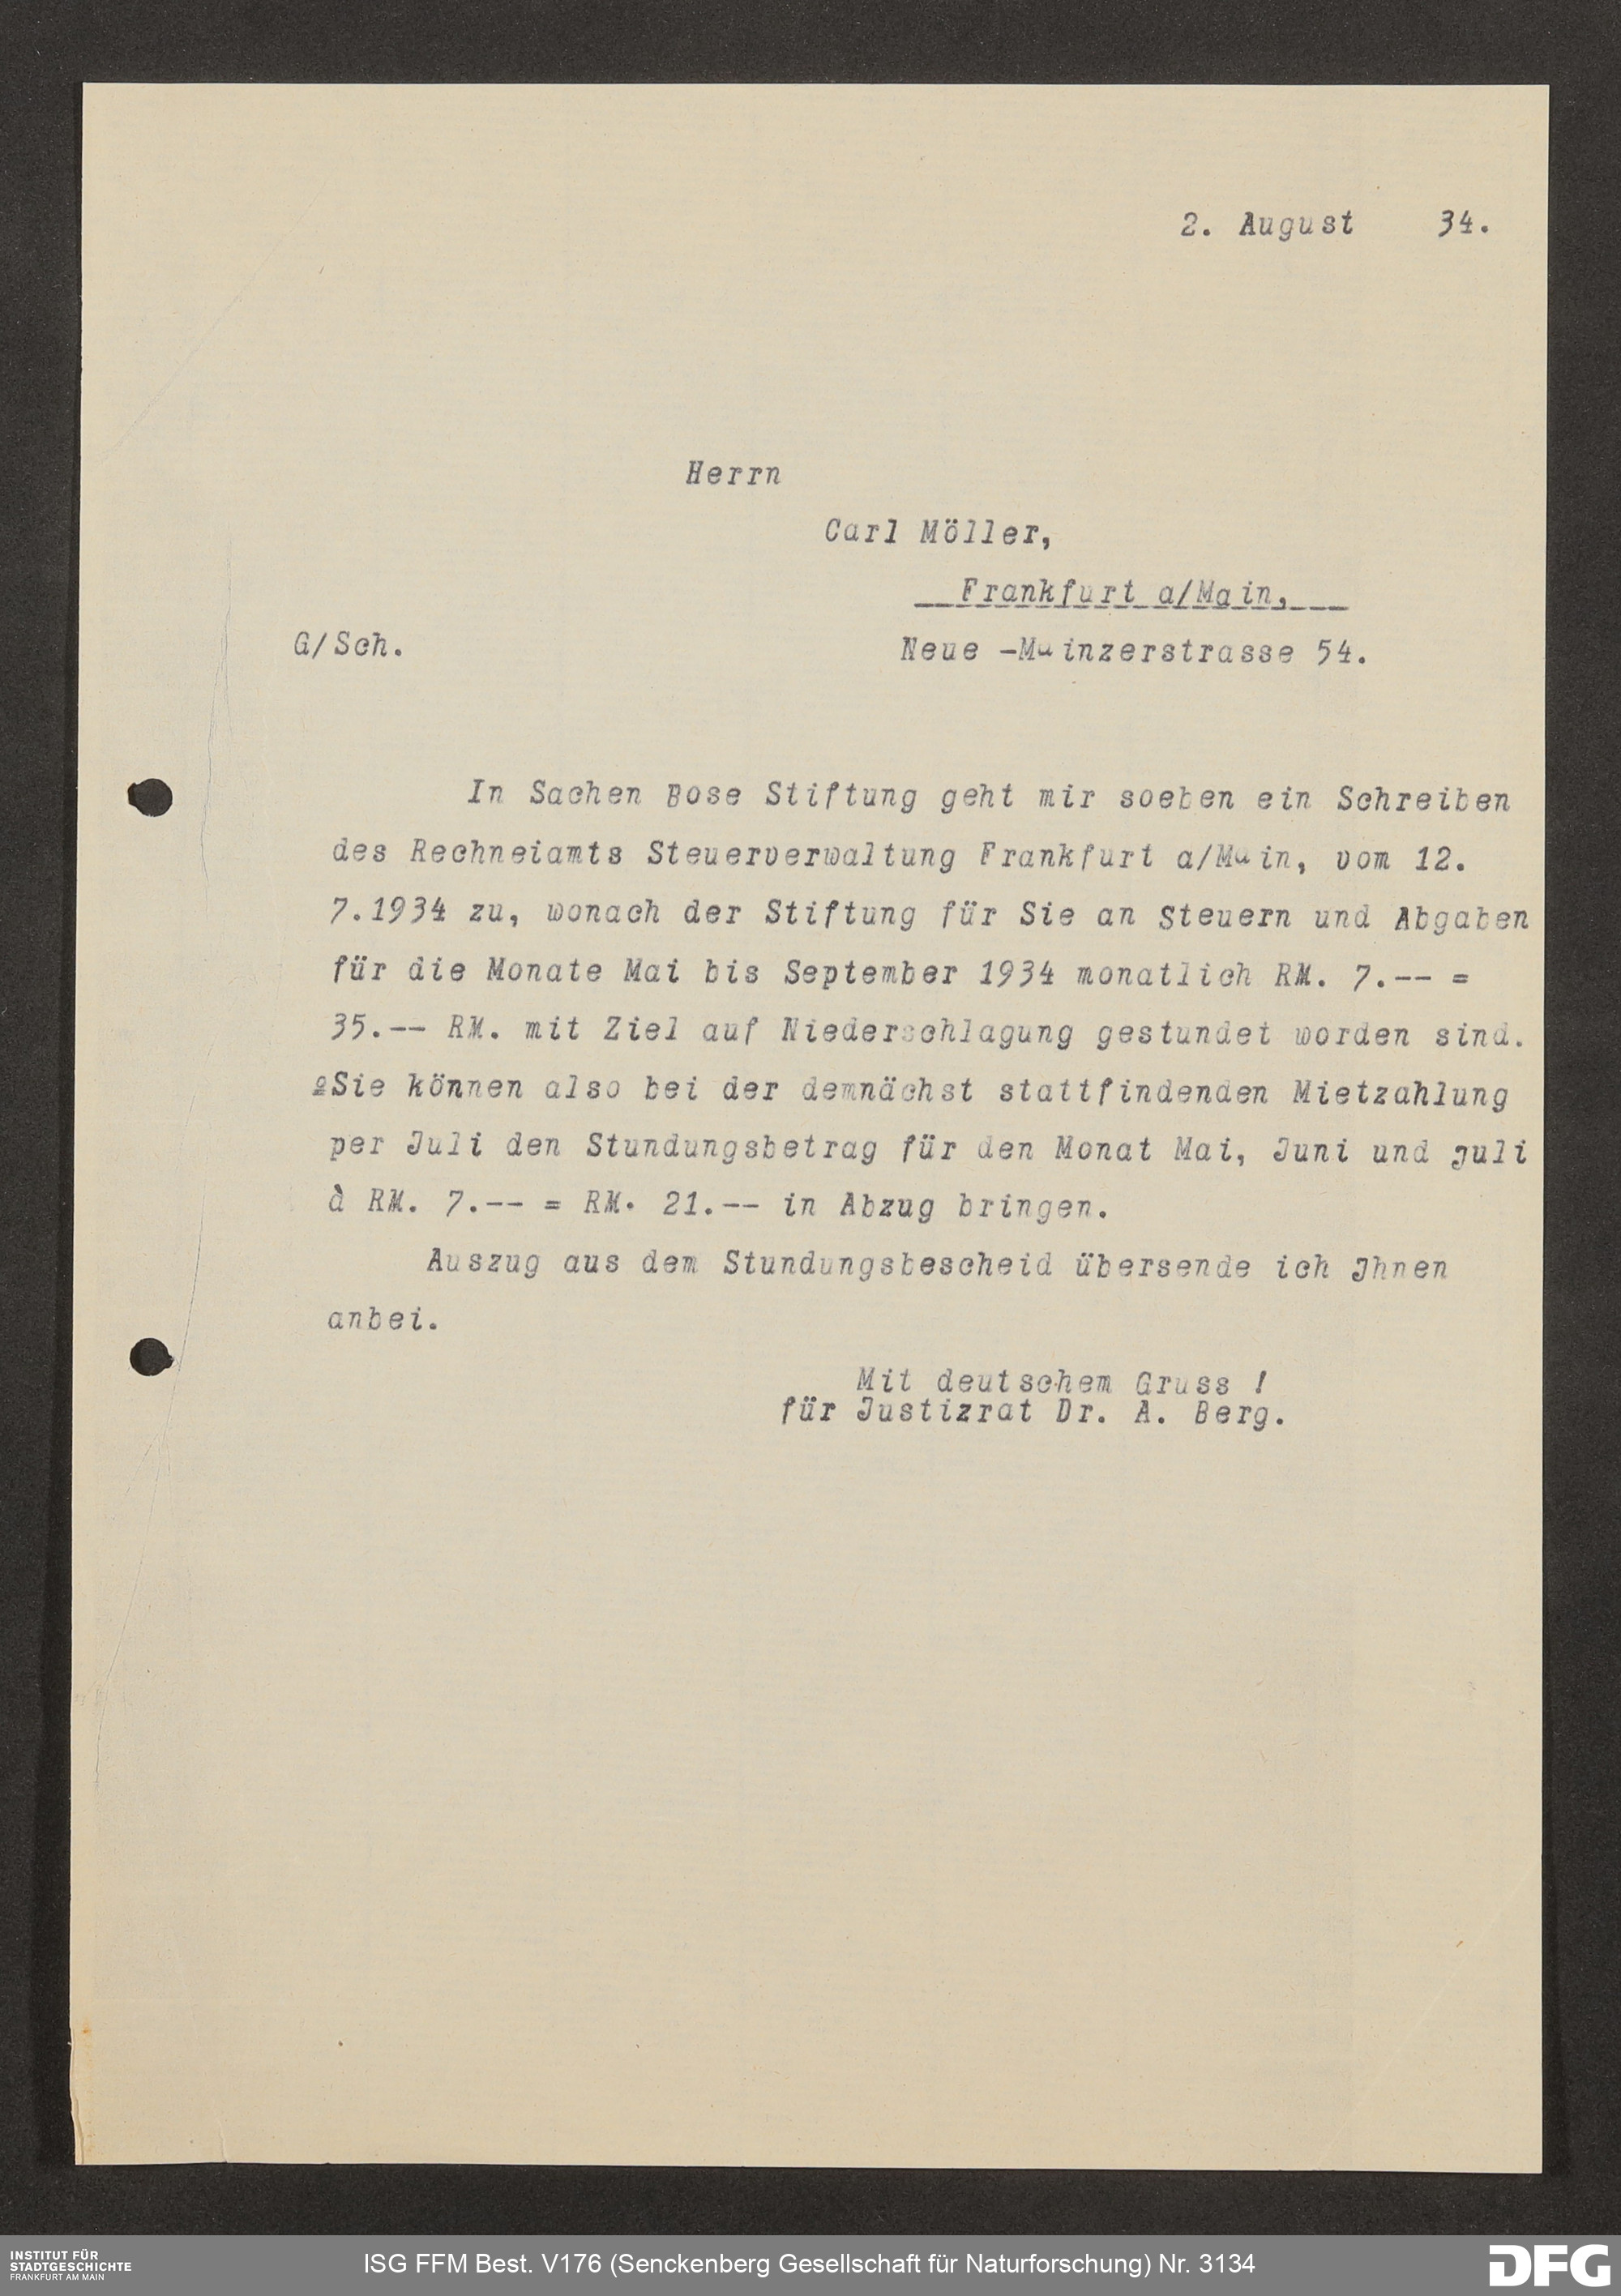 2. August 34.
Herrn
Carl Möller,
Frankfurt a/Main,
G/Sch.
Neue -Mainzerstrasse 54.
In Sachen Bose Stiftung geht mir soeben ein Schreiben
des Rechneiamts Steuerverwaltung Frankfurt a/Main, vom 12.
7.1934 zu, wonach der Stiftung für Sie an Steuern und Abgaben
für die Monate Mai bis September 1934 monatlich RM. 7.-- =
35.-- RM. mit Ziel auf Niederschlagung gestundet worden sind.
Sie können also bei der demnächst stattfindenden Mietzahlung
per Juli den Stundungsbetrag für den Monat Mai, Juni und Juli
à RM. 7.-- = RM. 21.-- in Abzug bringen.
Auszug aus dem Stundungsbescheid übersende ich Ihnen
anbei.
Mit deutschem Gruss !
für Justizrat Dr. A. Berg.
INSTITUT FÜR
STADTGESCHICHTE
FRANKFURT AM MAIN
ISG FFM Best. V176 (Senckenberg Gesellschaft für Naturforschung) Nr. 3134
DFG